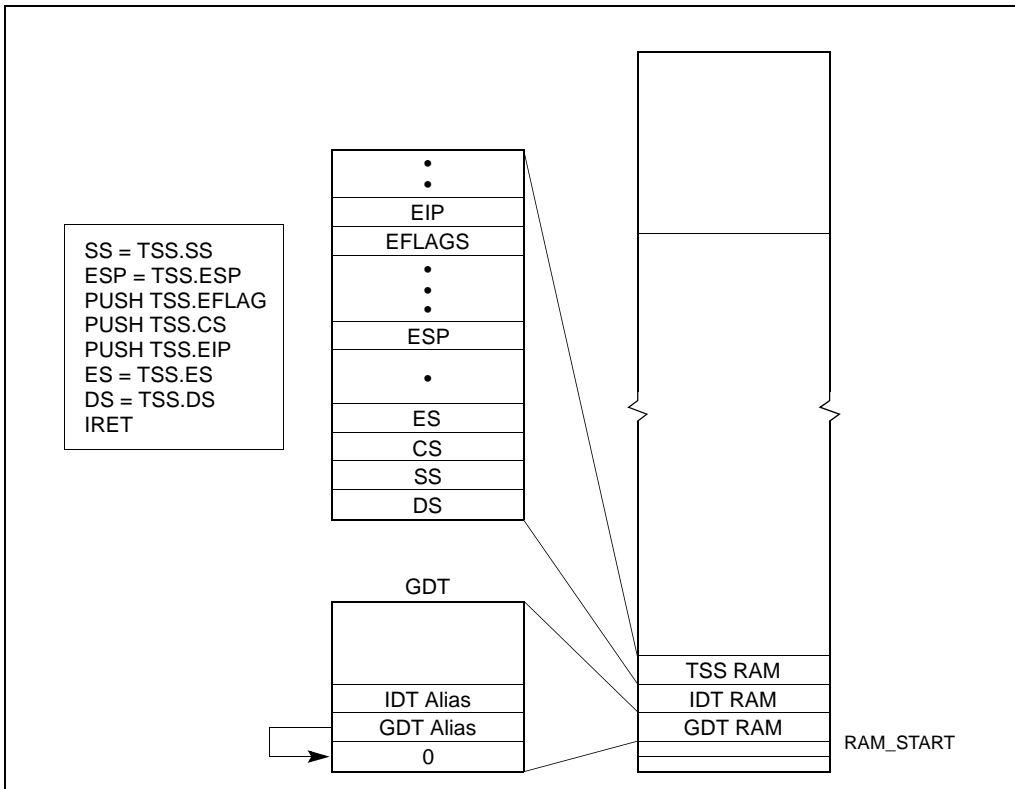 SS = TSS.SS
ESP = TSS.ESP
PUSH TSS.EFLAG
PUSH TSS.CS
PUSH TSS.EIP
ES = TSS.ES
DS = TSS.DS
IRET
EIP
EFLAGS
ESP
ES
CS
SS
DS
GDT
IDT Alias
GDT Alias
0
TSS RAM
IDT RAM
GDT RAM
RAM_START